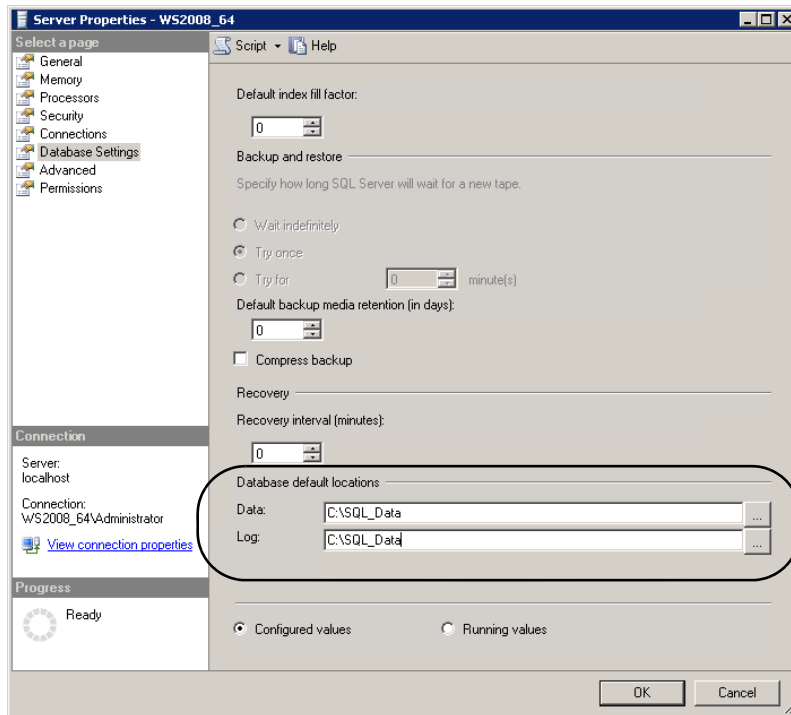 Server Properties - WS2008_64
Select a page
General
Memory
Processors
Security
Connections
Database Settings
Advanced
Permissions
Script
Help
Default index fill factor:
0
Backup and restore
Specify how long SQL Server will wait for a new tape.
Wait indefinitely
Try once
Try for 0 minute(s)
Default backup media retention (in days):
0
Compress backup
Recovery
Recovery interval (minutes):
0
Database default locations
Data: C:\SQL_Data ...
Log: C:\SQL_Data ...
Configured values Running values
Connection
Server:
localhost
Connection:
WS2008_64\Administrator
View connection properties
Progress
Ready
OK Cancel